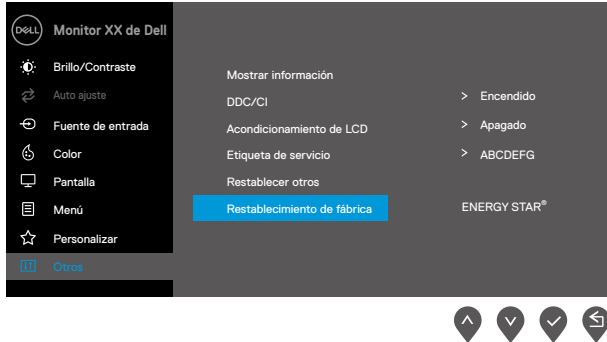 DELL Monitor XX de Dell
Brillo/Contraste
Auto ajuste
Fuente de entrada
Color
Pantalla
Menú
Personalizar
Otros
Mostrar información
DDC/CI > Encendido
Acondicionamiento de LCD > Apagado
Etiqueta de servicio > ABCDEFG
Restablecer otros
Restablecimiento de fábrica ENERGY STAR®